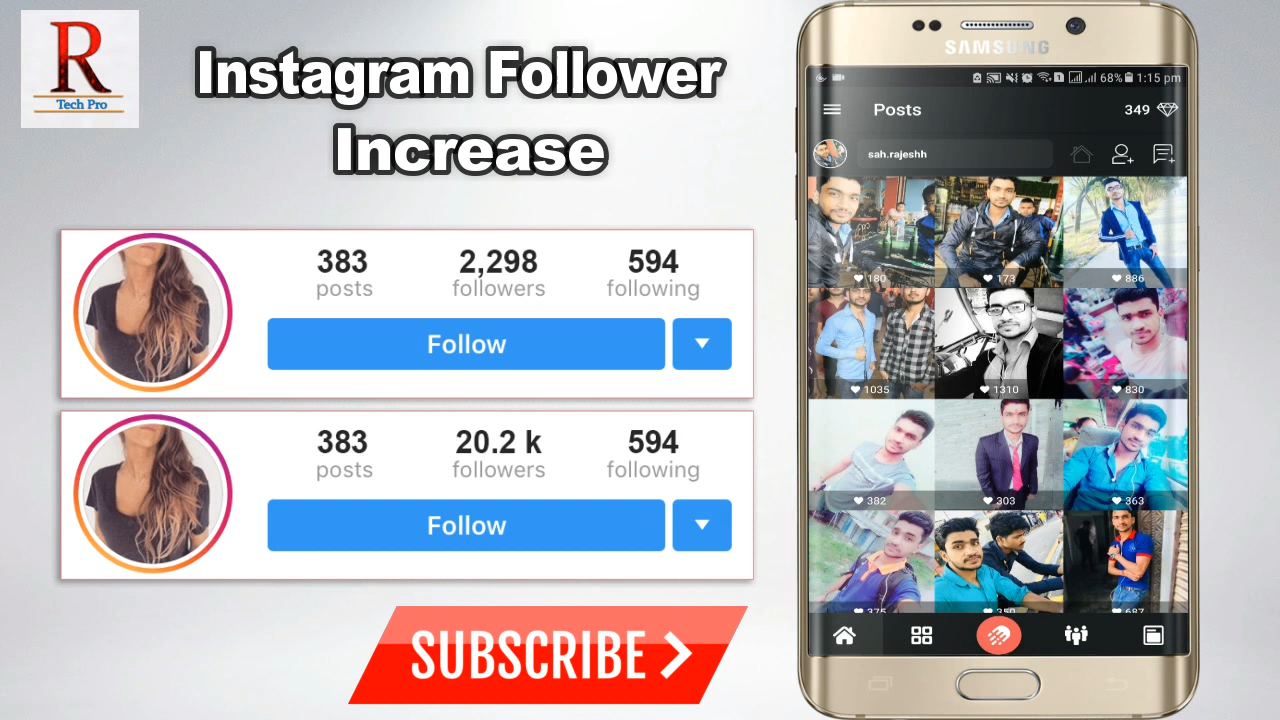 R
Tech Pro
Instagram Follower
Increase
383 2,298 594
posts followers following
Follow
383 20.2 k 594
posts followers following
Follow
SUBSCRIBE
SAMSUNG
68% 1:15 pm
Posts 349
sah.rajeshh
180 173 886
1035 1310 830
382 303 363
375 350 687